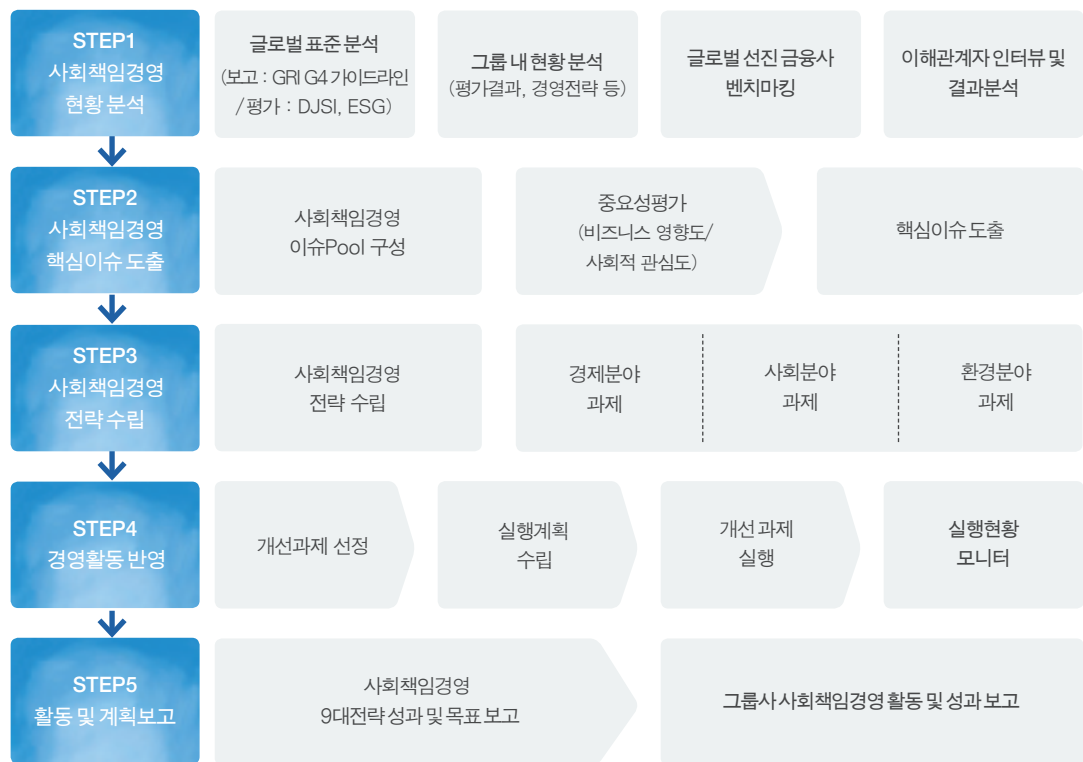 STEP1
사회책임경영
현황 분석
글로벌 표준 분석
(보고 : GRI G4 가이드라인
/ 평가 : DJSI, ESG)
그룹 내 현황 분석
(평가결과, 경영전략 등)
글로벌 선진 금융사
벤치마킹
이해관계자 인터뷰 및
결과분석
STEP2
사회책임경영
핵심이슈 도출
사회책임경영
이슈Pool 구성
중요성평가
(비즈니스 영향도/
사회적 관심도)
핵심이슈 도출
STEP3
사회책임경영
전략 수립
사회책임경영
전략 수립
경제분야
과제
사회분야
과제
환경분야
과제
STEP4
경영활동 반영
개선과제 선정
실행계획
수립
개선 과제
실행
실행현황
모니터
STEP5
활동 및 계획보고
사회책임경영
9대전략 성과 및 목표 보고
그룹사 사회책임경영 활동 및 성과 보고